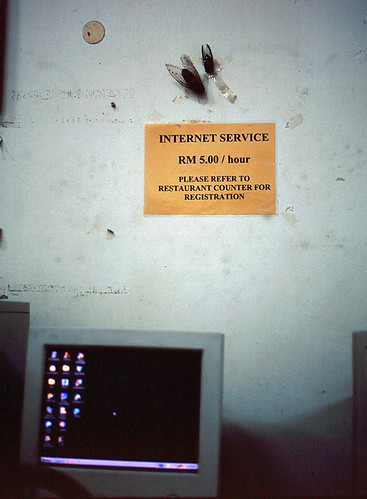 INTERNET SERVICE
RM 5.00 / hour
PLEASE REFER TO
RESTAURANT COUNTER FOR
REGISTRATION